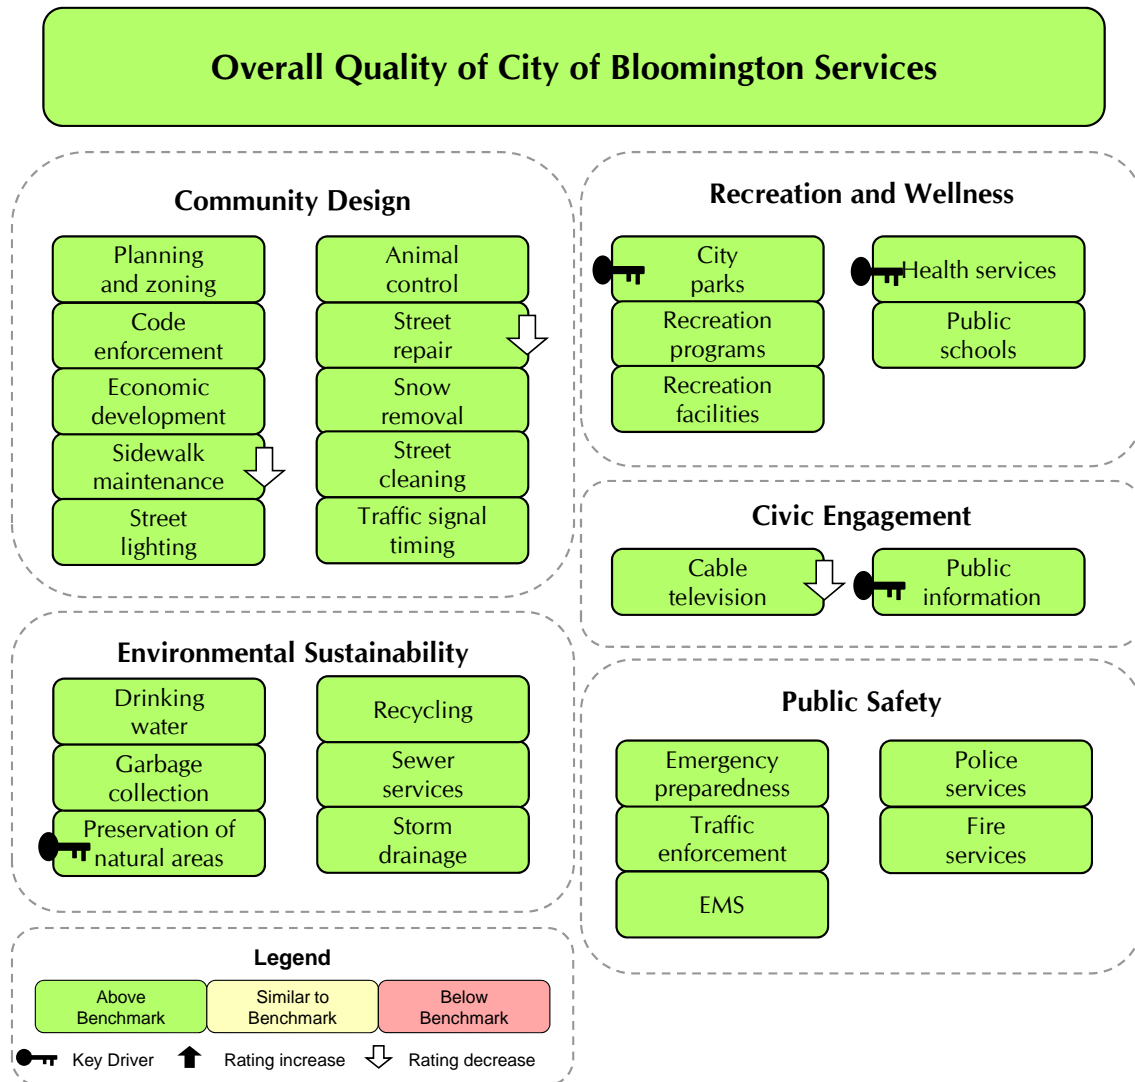 Overall Quality of City of Bloomington Services
Community Design
Planning
and zoning
Code
enforcement
Economic
development
Sidewalk
maintenance
Street
lighting
Animal
control
Street
repair
Snow
removal
Street
cleaning
Traffic signal
timing
Recreation and Wellness
City
parks
Recreation
programs
Recreation
facilities
Health services
Public
schools
Civic Engagement
Cable
television
Public
information
Environmental Sustainability
Drinking
water
Garbage
collection
Preservation of
natural areas
Recycling
Sewer
services
Storm
drainage
Public Safety
Emergency
preparedness
Traffic
enforcement
EMS
Police
services
Fire
services
Legend
Above
Benchmark
Similar to
Benchmark
Below
Benchmark
Key Driver
Rating increase
Rating decrease